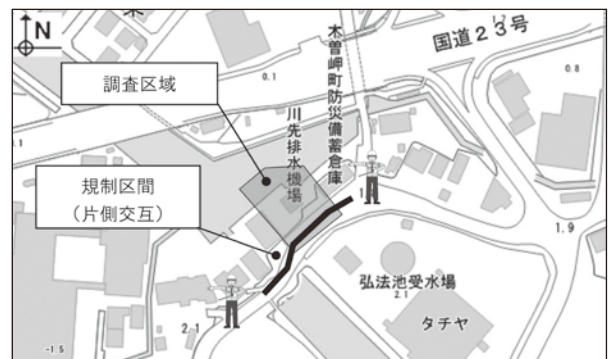 N
国道23号
木曽岬町防災備蓄倉庫
川先排水機場
調査区域
規制区間
（片側交互）
弘法池受水場
タチヤ
0.1
0.8
1.9
2.1
2.1
-1.5